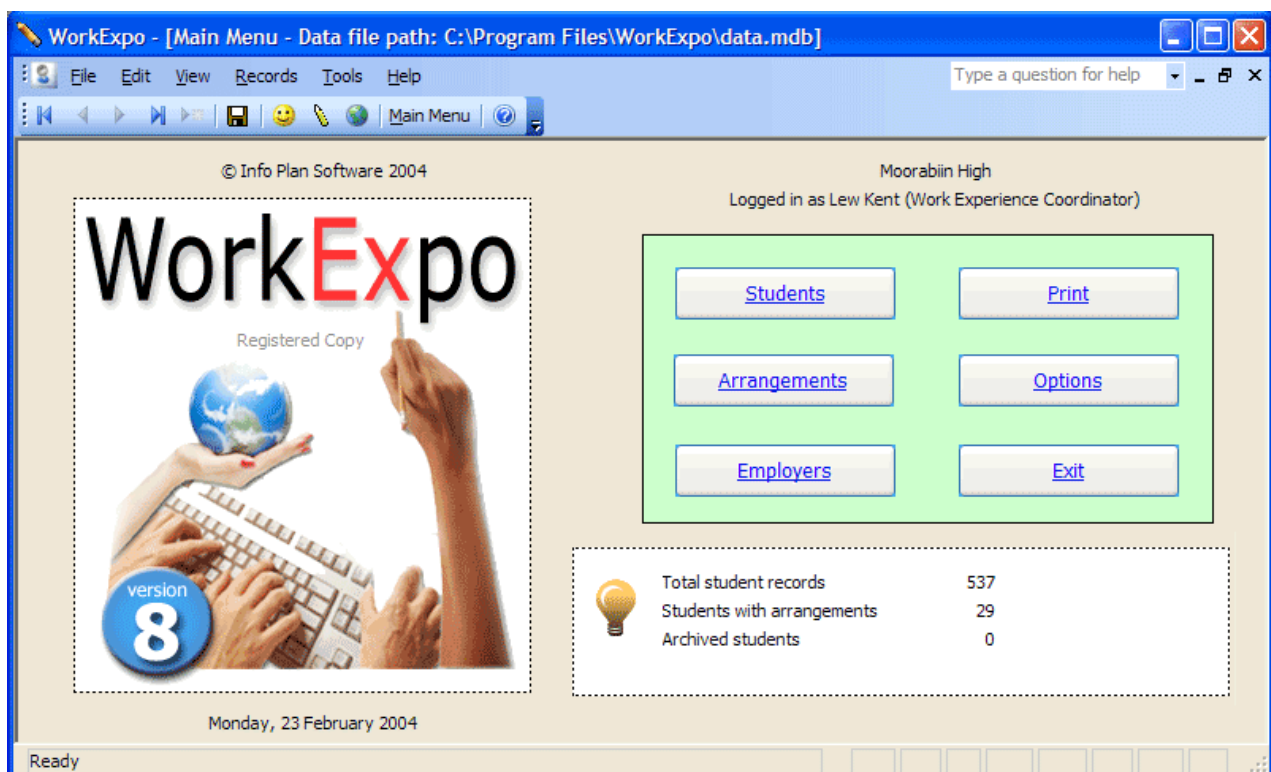 WorkExpo - [Main Menu - Data file path: C:\Program Files\WorkExpo\data.mdb]
File Edit View Records Tools Help
Type a question for help
Main Menu
© Info Plan Software 2004
WorkExpo
Registered Copy
version
8
Monday, 23 February 2004
Moorabiin High
Logged in as Lew Kent (Work Experience Coordinator)
Students Print
Arrangements Options
Employers Exit
Total student records 537
Students with arrangements 29
Archived students 0
Ready